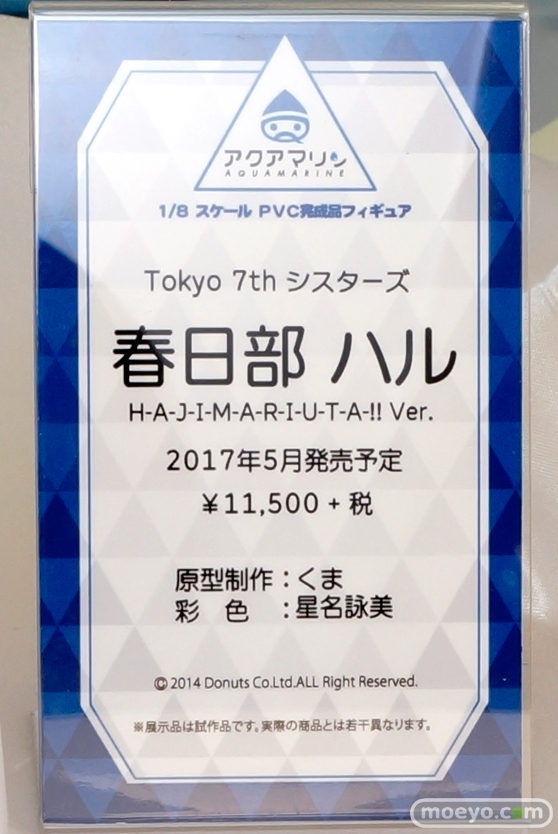 アクアマリン
AQUAMARINE
1/8 スケール PVC完成品フィギュア
Tokyo 7th シスターズ
春日部 ハル
H-A-J-I-M-A-R-I-U-T-A-!! Ver.
2017年5月発売予定
￥11,500 + 税
原型制作：くま
彩　色　：星名詠美
© 2014 Donuts Co.Ltd.ALL Right Reserved.
※展示品は試作品です。実際の商品とは若干異なります。
moeyo.com